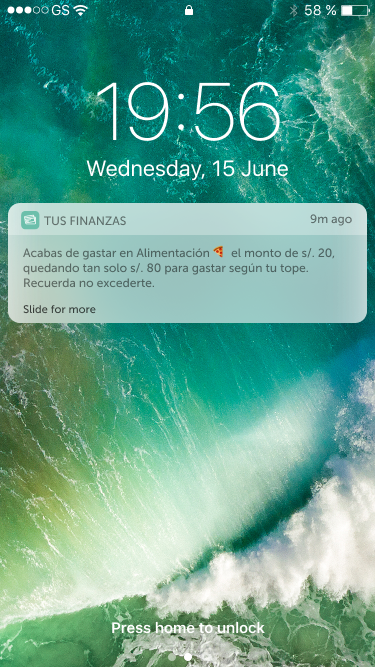 GS 58 %
19:56
Wednesday, 15 June
TUS FINANZAS 9m ago
Acabas de gastar en Alimentación 🍕 el monto de s/. 20,
quedando tan solo s/. 80 para gastar según tu tope.
Recuerda no excederte.
Slide for more
Press home to unlock